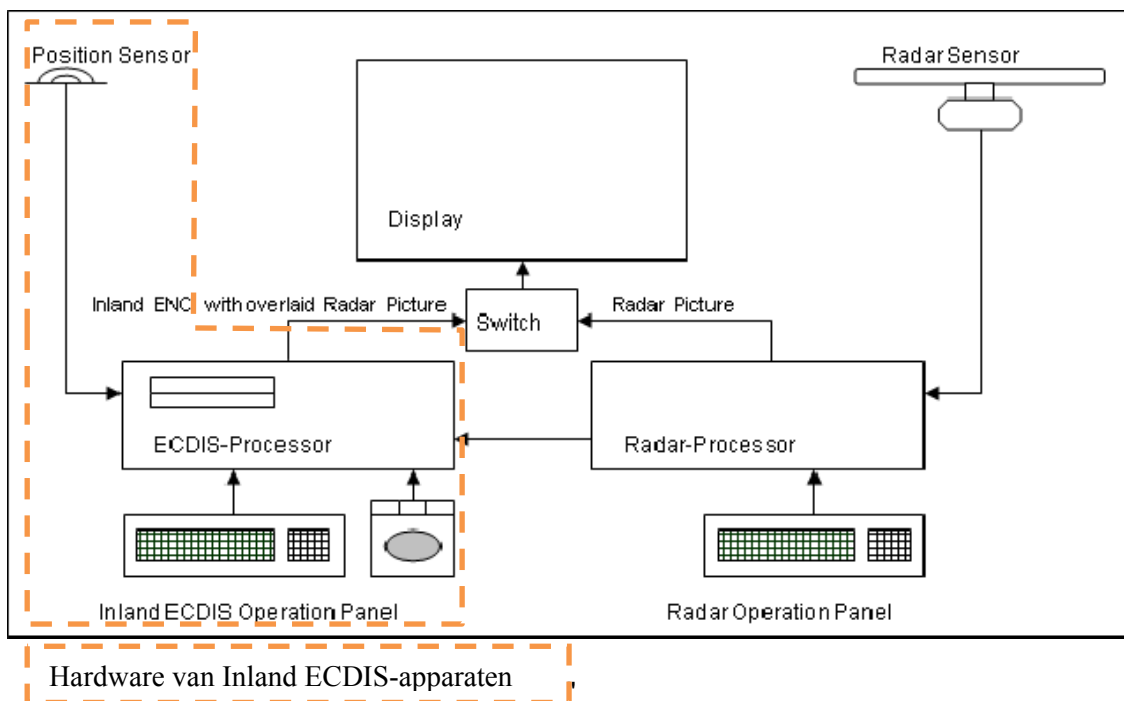 Position Sensor
Radar Sensor
Display
Inland ENC with overlaid Radar Picture
Switch
Radar Picture
ECDIS-Processor
Radar-Processor
Inland ECDIS Operation Panel
Radar Operation Panel
Hardware van Inland ECDIS-apparaten '